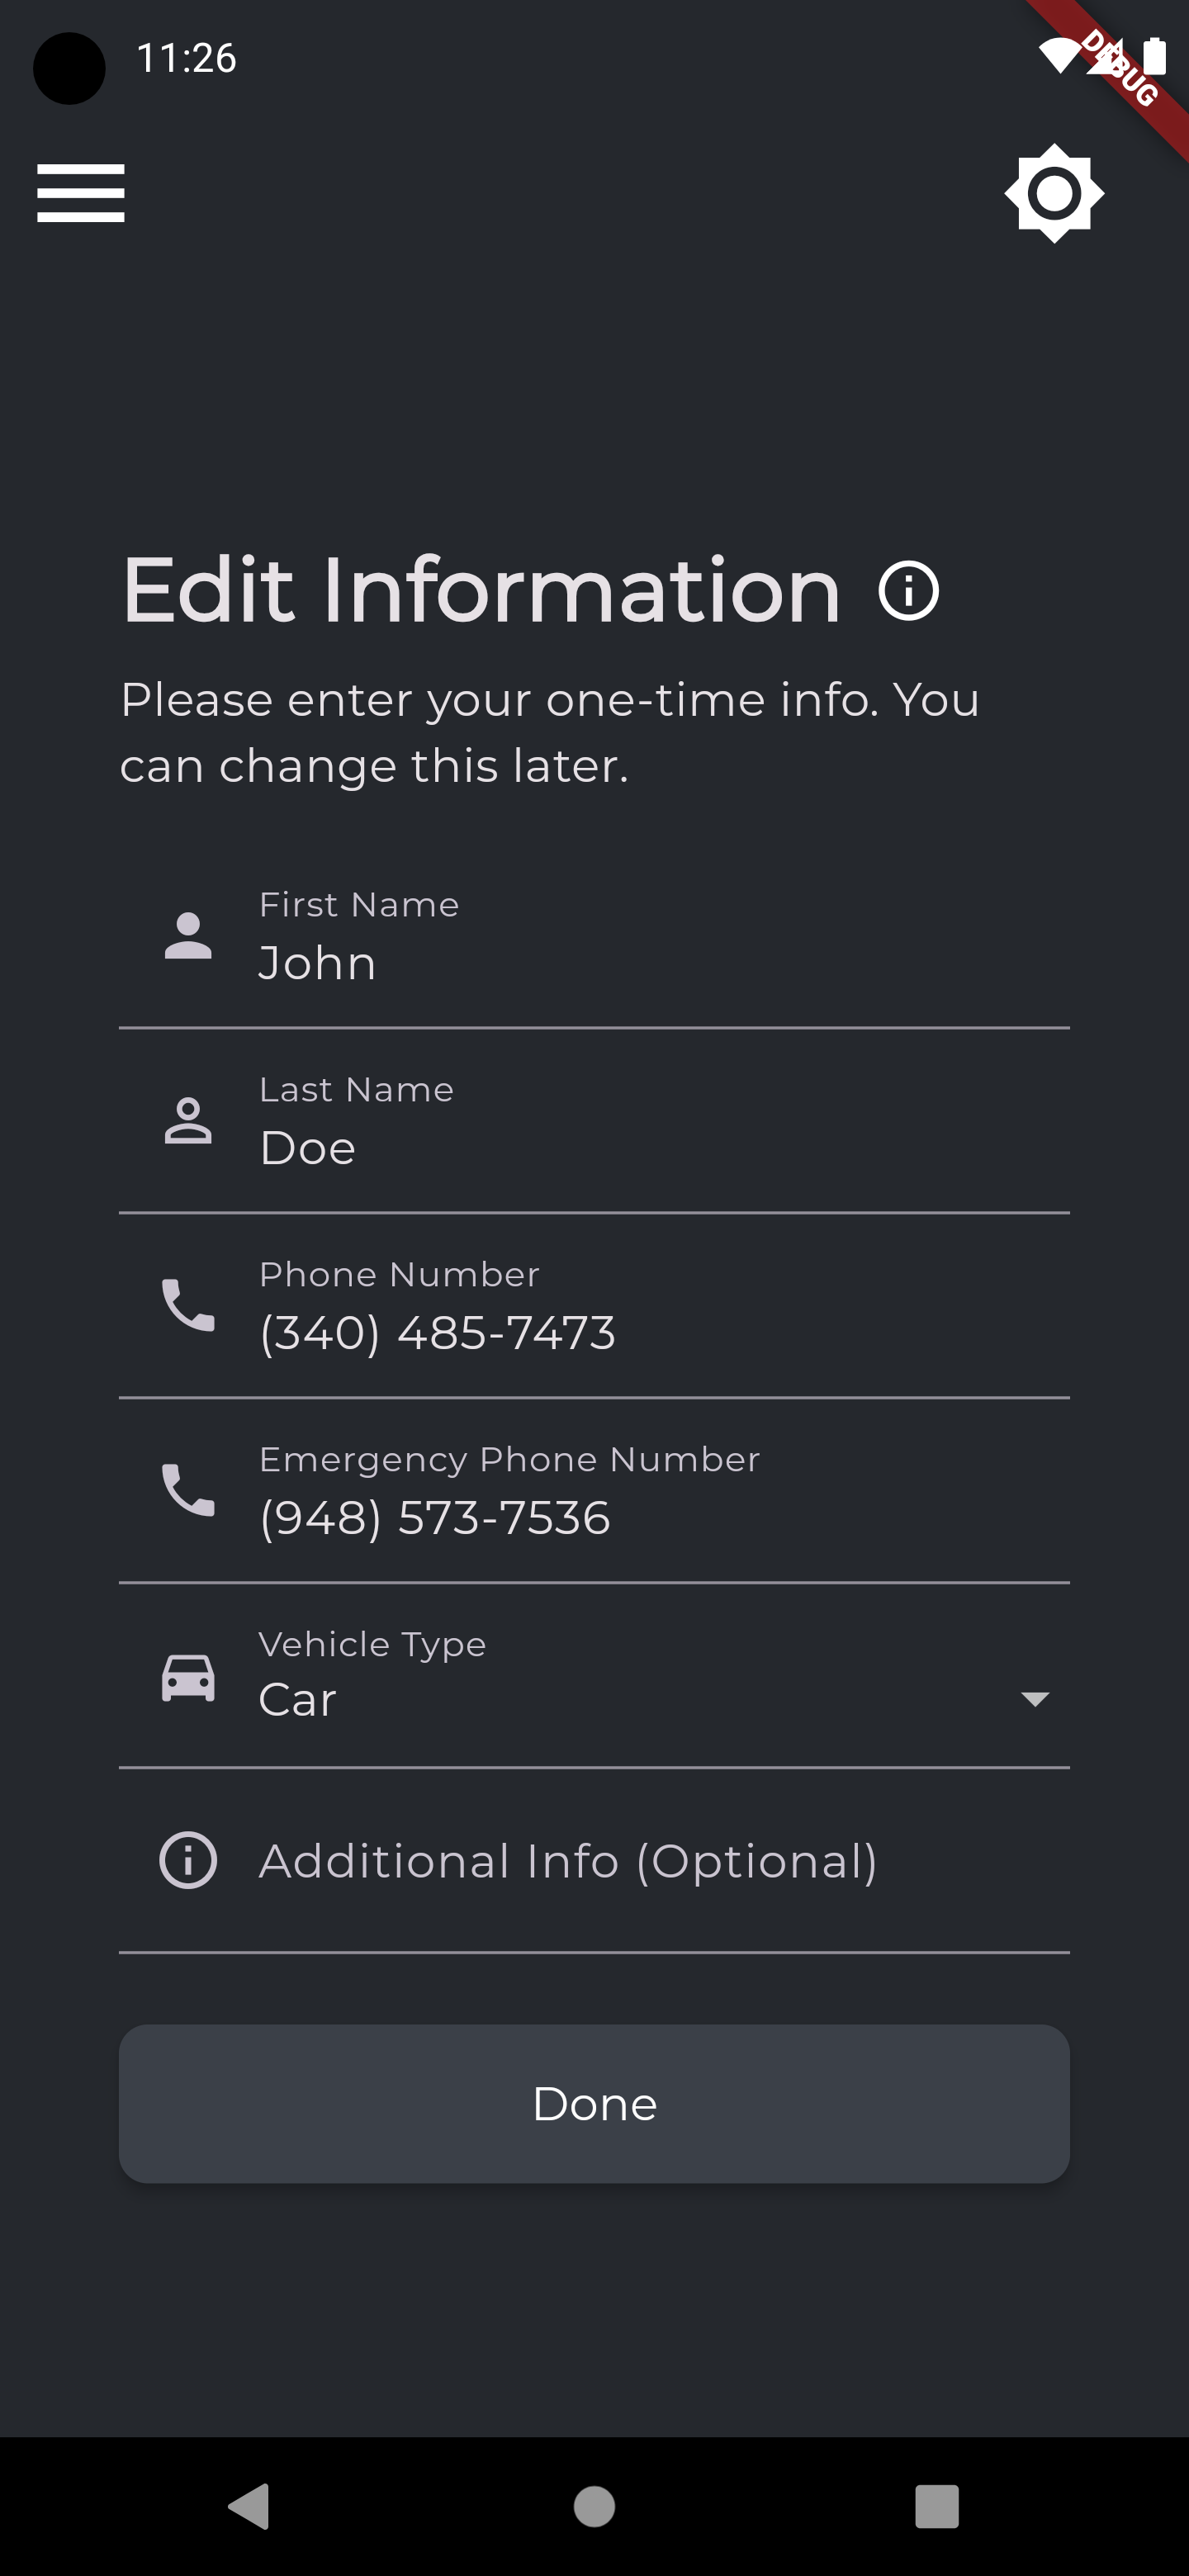 11:26
DEBUG
Edit Information
Please enter your one-time info. You
can change this later.
First Name
John
Last Name
Doe
Phone Number
(340) 485-7473
Emergency Phone Number
(948) 573-7536
Vehicle Type
Car
Additional Info (Optional)
Done